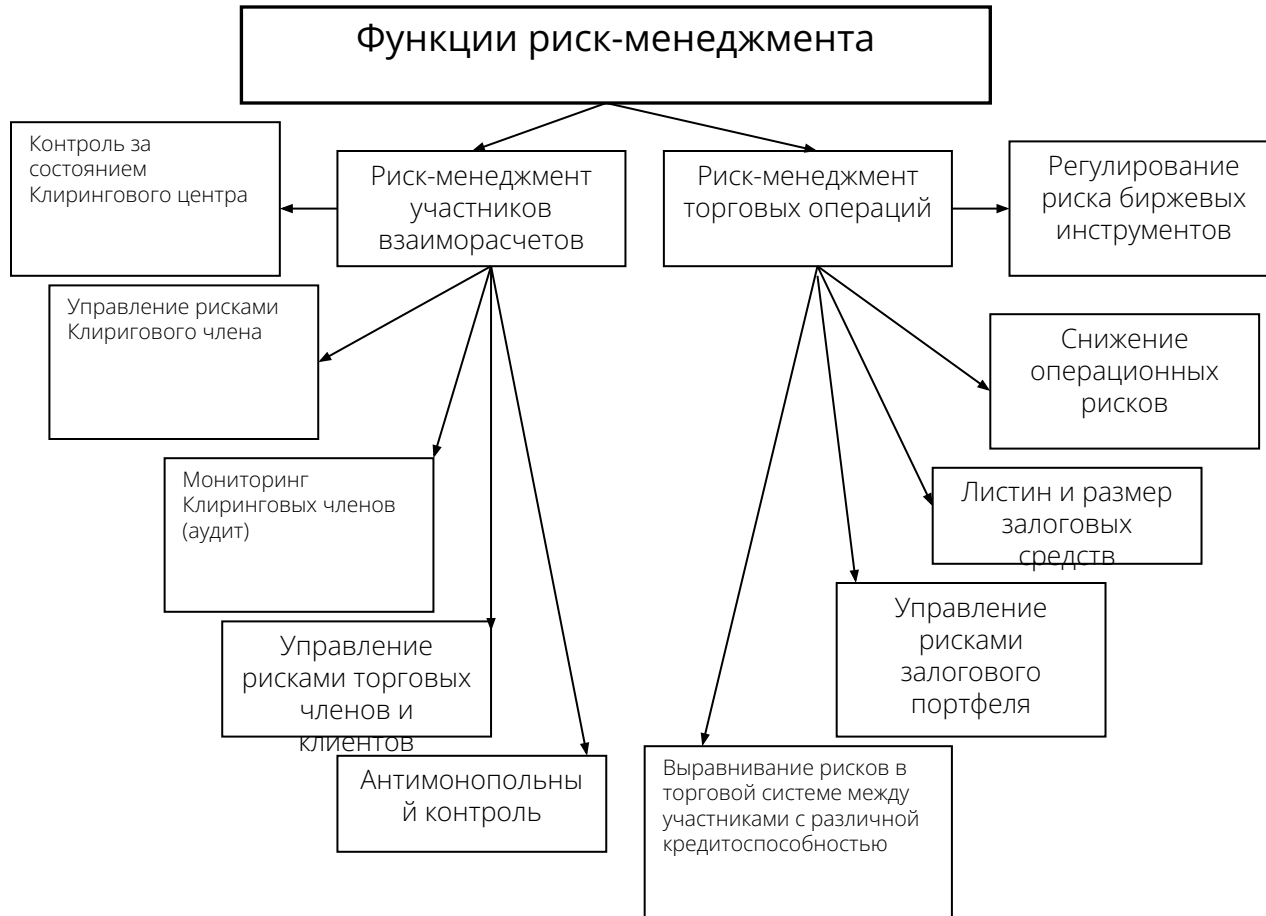 Функции риск-менеджмента
Контроль за
состоянием
Клирингового центра
Риск-менеджмент
участников
взаиморасчетов
Риск-менеджмент
торговых операций
Регулирование
риска биржевых
инструментов
Управление рисками
Клиригового члена
Снижение
операционных
рисков
Мониторинг
Клиринговых членов
(аудит)
Листин и размер
залоговых
средств
Управление
рисками торговых
членов и
клиентов
Управление
рисками
залогового
портфеля
Антимонопольны
й контроль
Выравнивание рисков в
торговой системе между
участниками с различной
кредитоспособностью